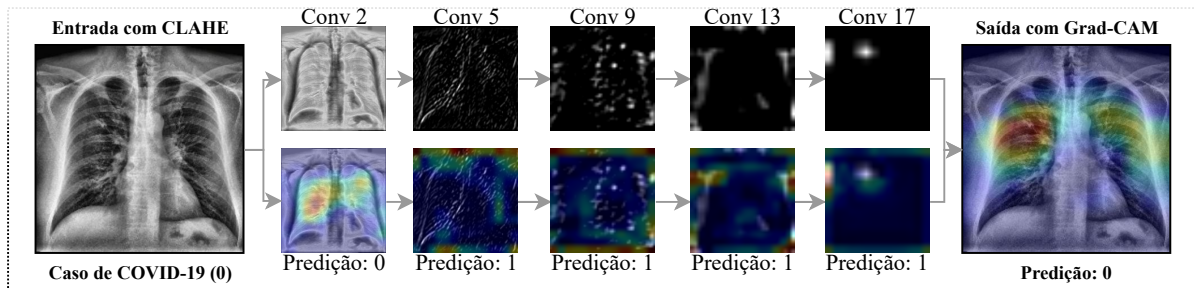 Entrada com CLAHE
Conv 2
Conv 5
Conv 9
Conv 13
Conv 17
Saída com Grad-CAM
Caso de COVID-19 (0)
Predição: 0
Predição: 1
Predição: 1
Predição: 1
Predição: 1
Predição: 0